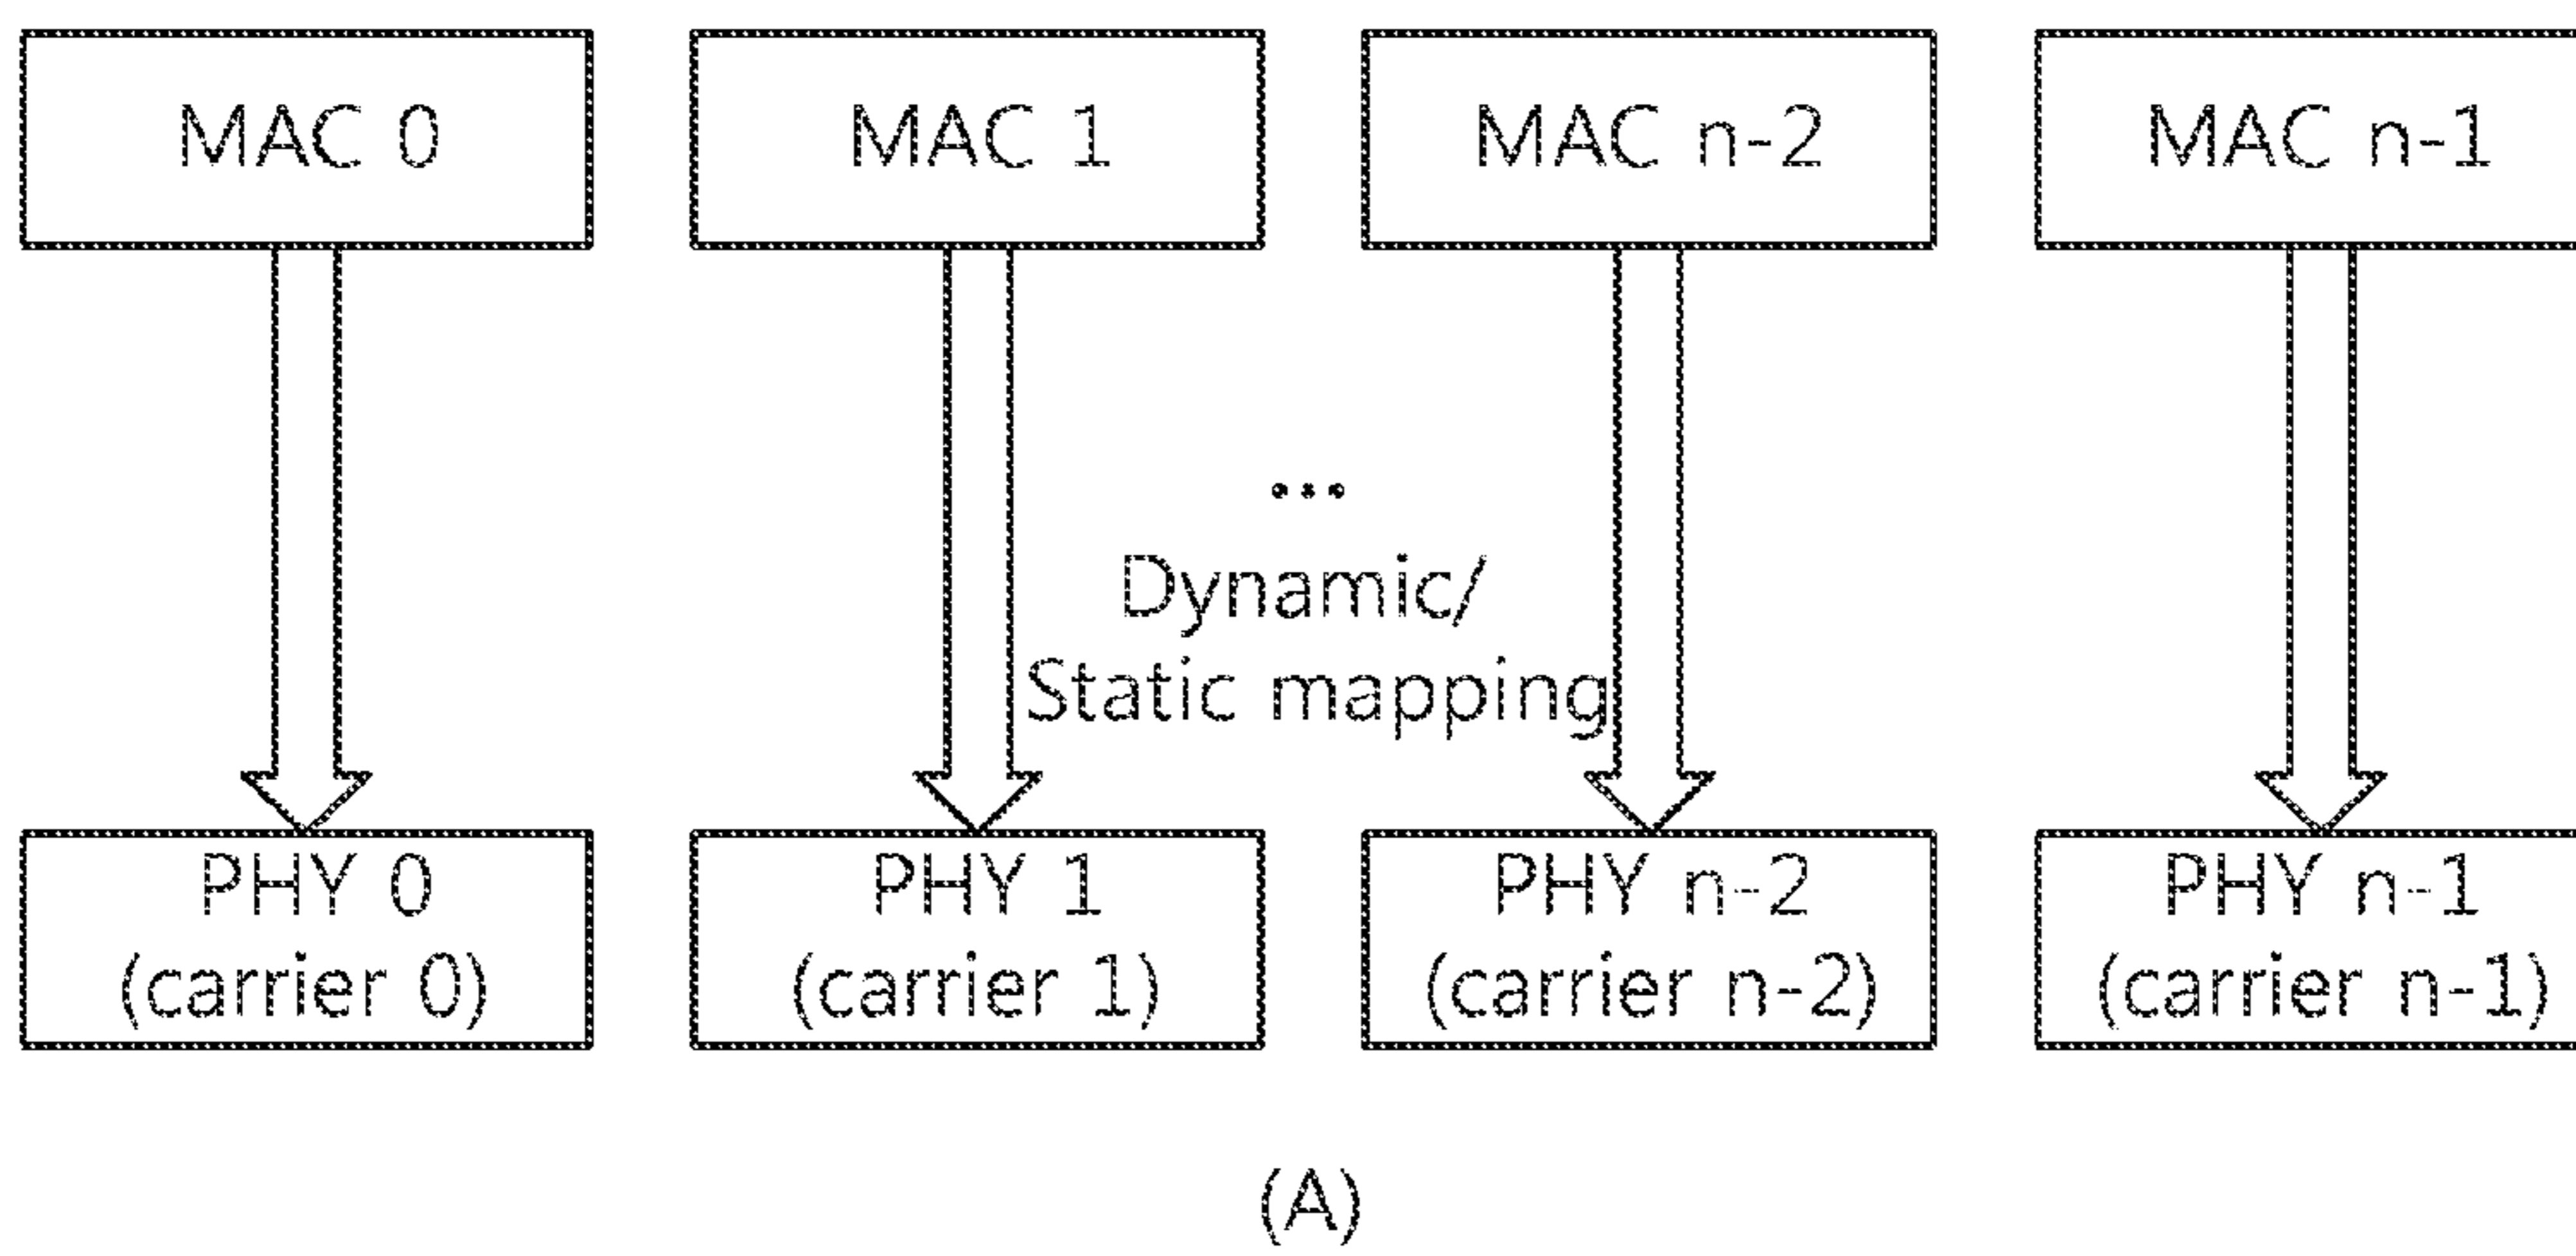 MAC 0
MAC 1
MAC n-2
MAC n-1
...
Dynamic/
Static mapping
PHY 0
(carrier 0)
PHY 1
(carrier 1)
PHY n-2
(carrier n-2)
PHY n-1
(carrier n-1)
(A)